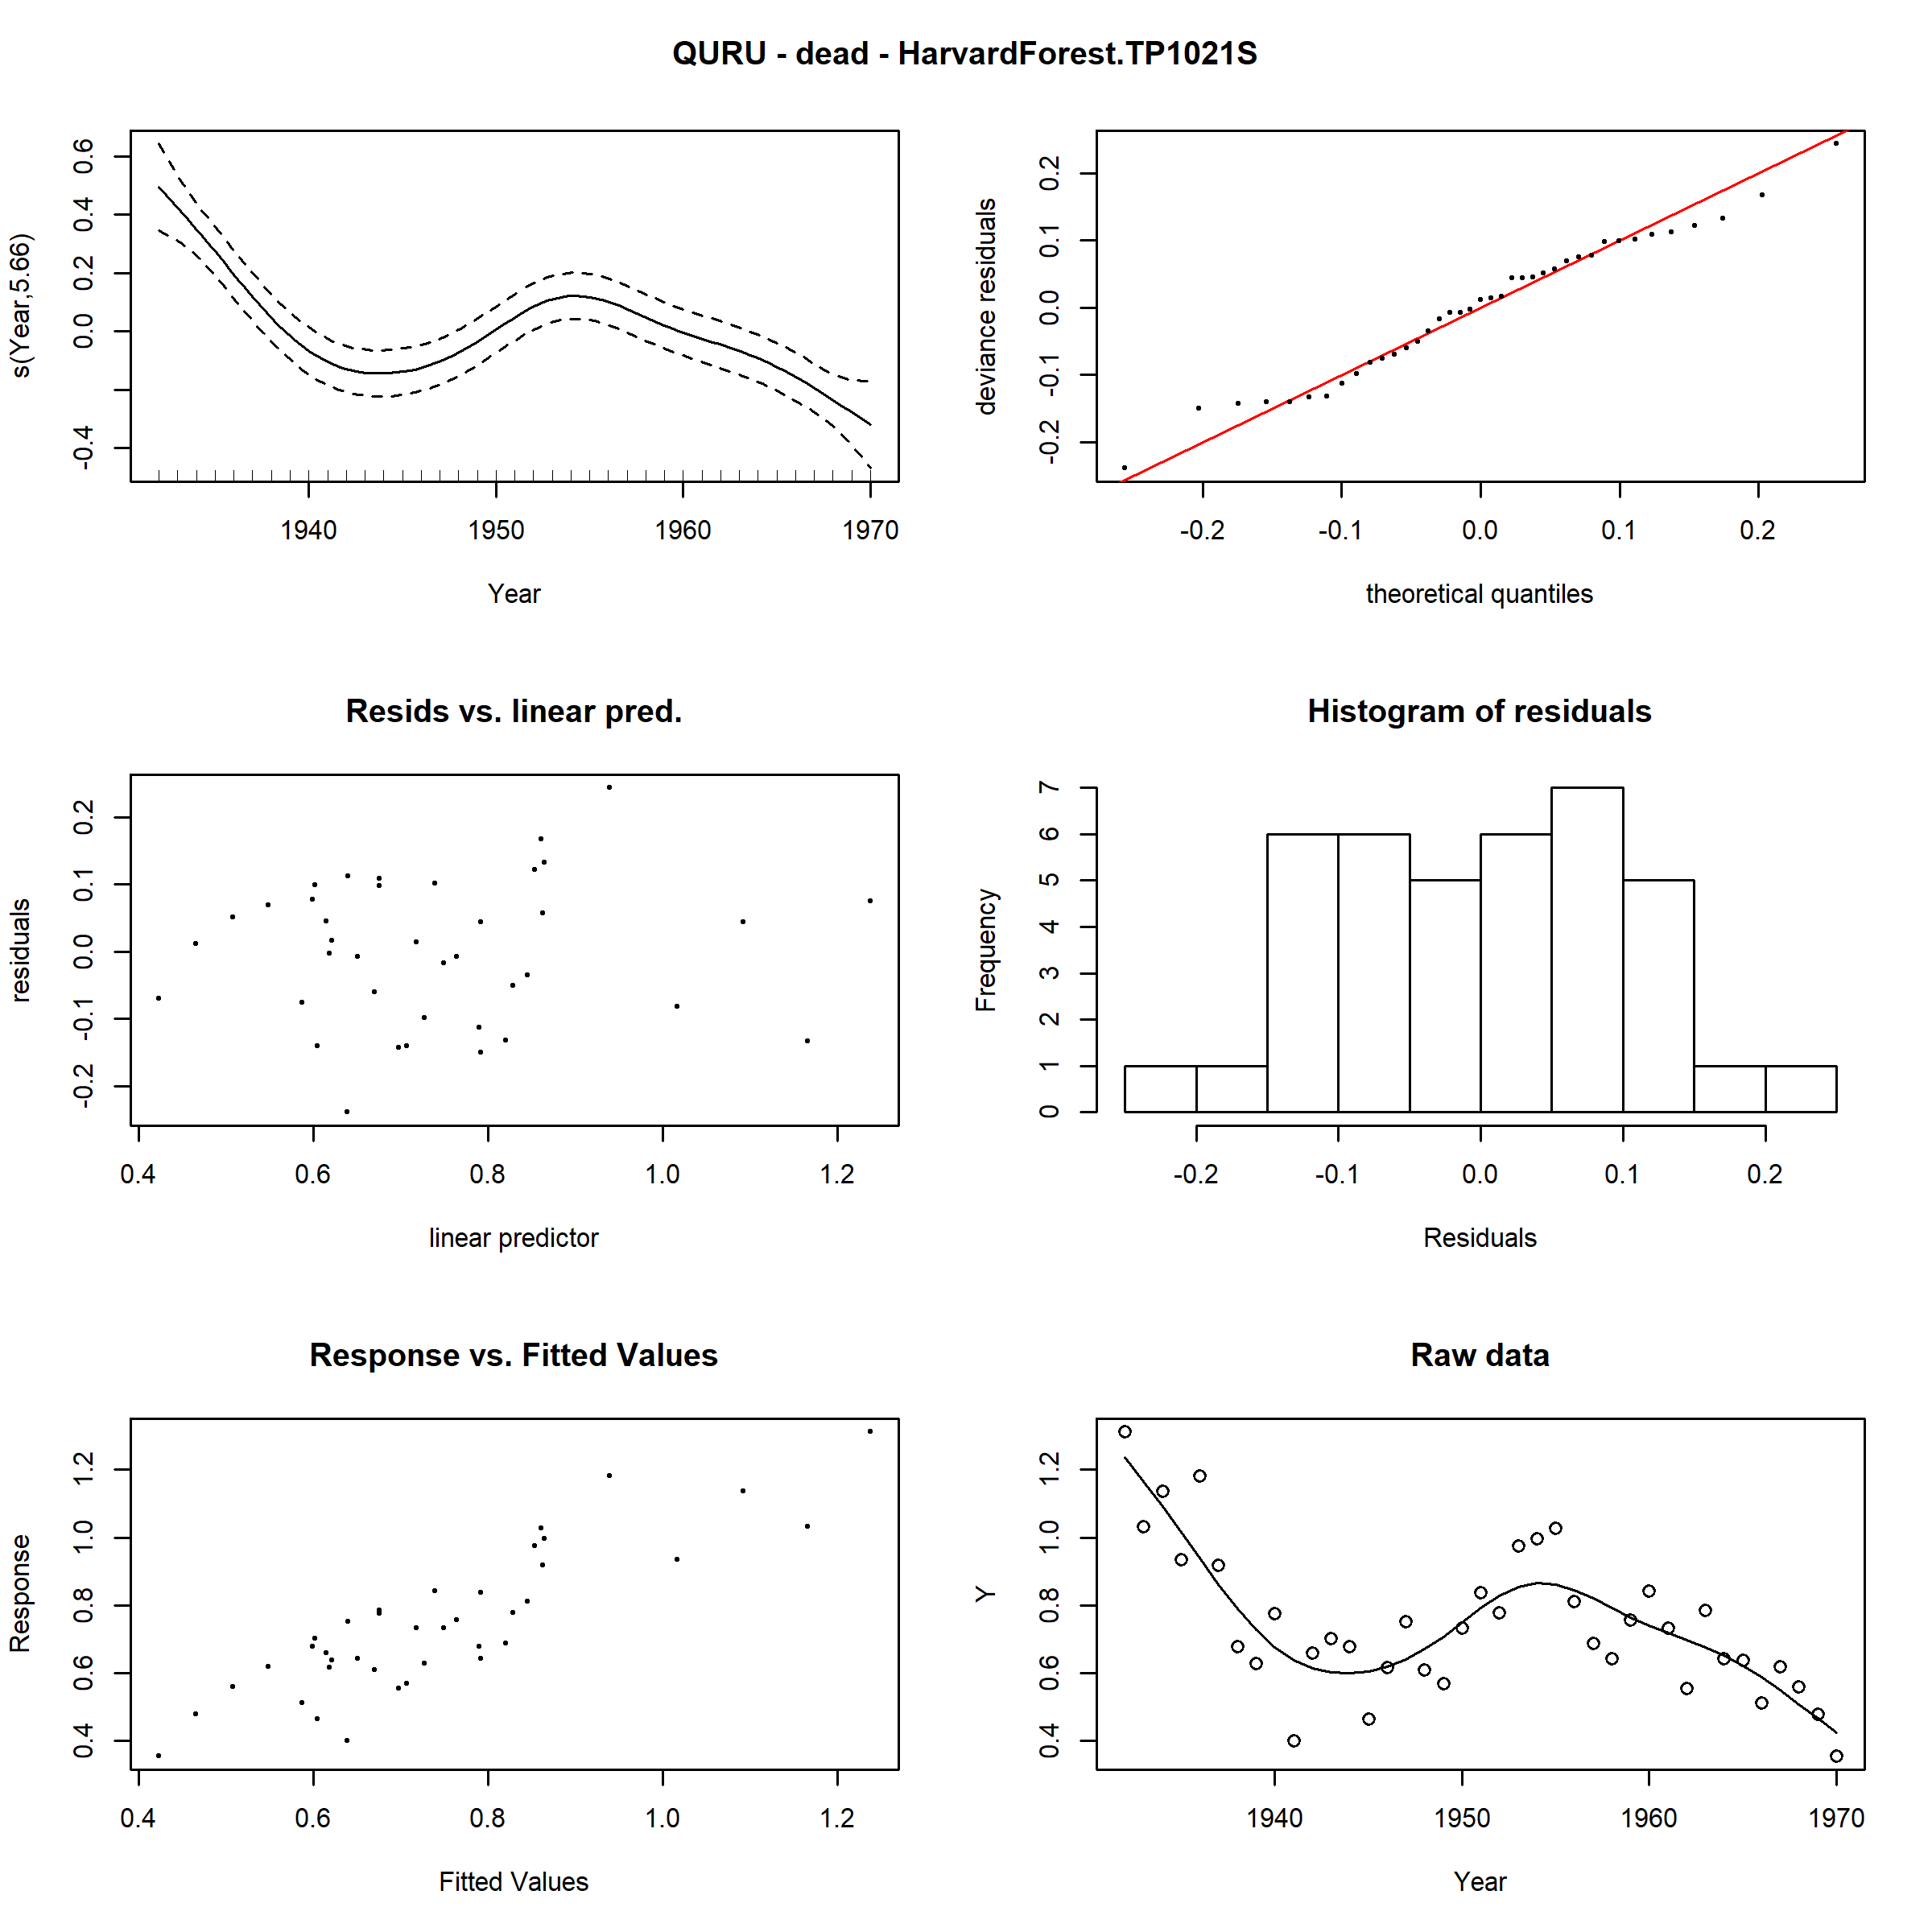 QURU - dead - HarvardForest.TP1021S
s(Year,5.66)
0.6
0.4
0.2
0.0
-0.4
1940 1950 1960 1970
Year
deviance residuals
0.2
0.1
0.0
-0.1
-0.2
-0.2 -0.1 0.0 0.1 0.2
theoretical quantiles
Resids vs. linear pred.
residuals
0.2
0.1
0.0
-0.1
-0.2
0.4 0.6 0.8 1.0 1.2
linear predictor
Histogram of residuals
Frequency
7
6
5
4
3
2
1
0
-0.2 -0.1 0.0 0.1 0.2
Residuals
Response vs. Fitted Values
Response
1.2
1.0
0.8
0.6
0.4
0.4 0.6 0.8 1.0 1.2
Fitted Values
Raw data
Y
1.2
1.0
0.8
0.6
0.4
1940 1950 1960 1970
Year